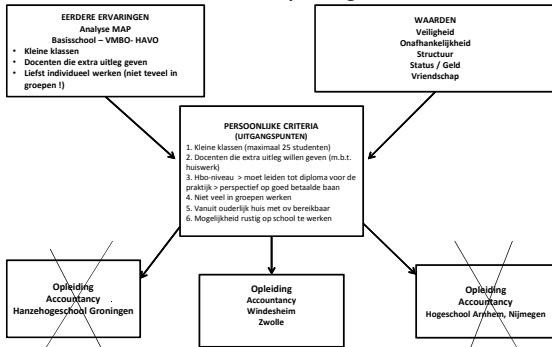 EERDERE ERVARINGEN
Analyse MAP
Basisschool – VMBO- HAVO
• Kleine klassen
• Docenten die extra uitleg geven
• Liefst individueel werken (niet teveel in
groepen !)
WAARDEN
Veiligheid
Onafhankelijkheid
Structuur
Status / Geld
Vriendschap
PERSOONLIJKE CRITERIA
(UITGANGSPUNTEN)
1. Kleine klassen (maximaal 25 studenten)
2. Docenten die extra uitleg willen geven (m.b.t.
huiswerk)
3. Hbo-niveau > moet leiden tot diploma voor de
praktijk > perspectief op goed betaalde baan
4. Niet veel in groepen werken
5. Vanuit ouderlijk huis met ov bereikbaar
6. Mogelijkheid rustig op school te werken
Opleiding
Accountancy
Hanzehogeschool Groningen
Opleiding
Accountancy
Windesheim
Zwolle
Opleiding
Accountancy
Hogeschool Arnhem, Nijmegen